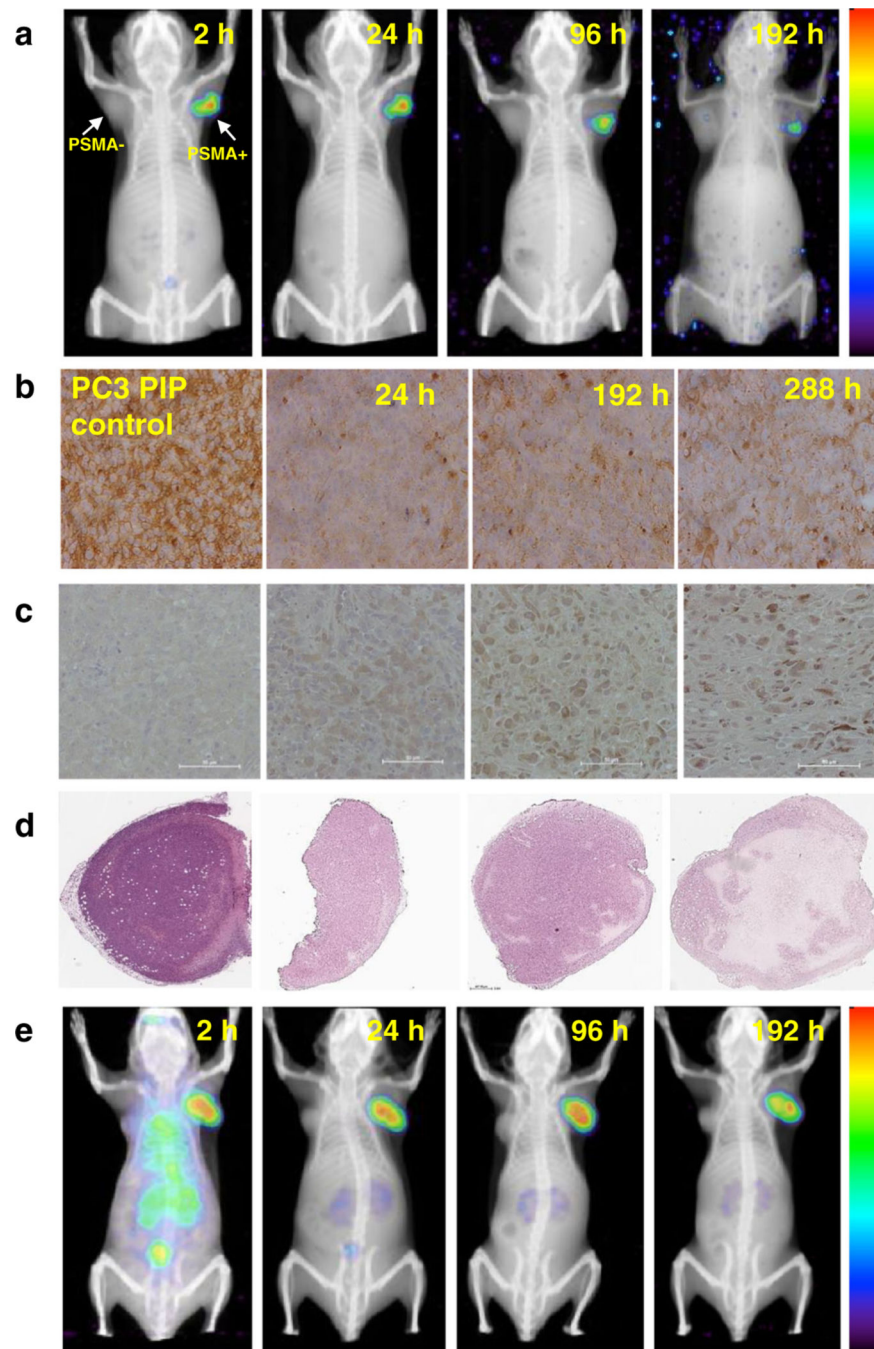 a
2 h
24 h
96 h
192 h
PSMA-
PSMA+
b
PC3 PIP
control
24 h
192 h
288 h
c
d
e
2 h
24 h
96 h
192 h